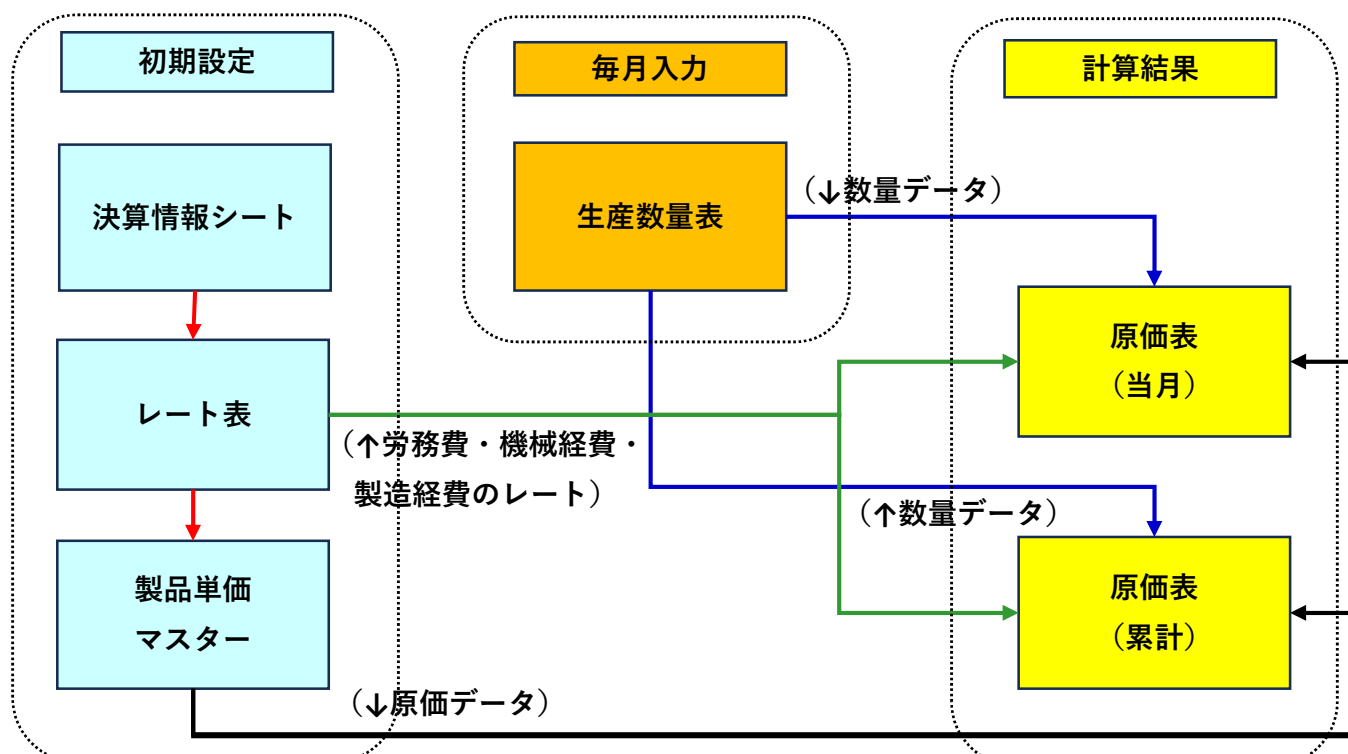 初期設定
毎月入力
計算結果
決算情報シート
生産数量表
（↓数量データ）
原価表
（当月）
レート表
（↑労務費・機械経費・
製造経費のレート）
（↑数量データ）
製品単価
マスター
原価表
（累計）
（↓原価データ）